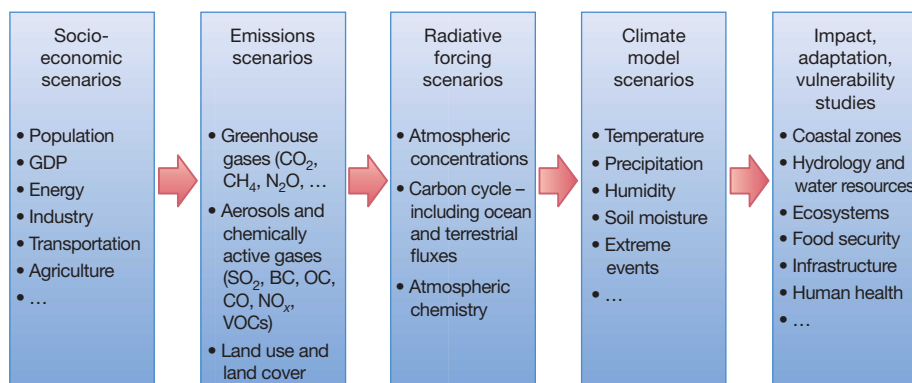 Socio-
economic
scenarios
• Population
• GDP
• Energy
• Industry
• Transportation
• Agriculture
• …
Emissions
scenarios
• Greenhouse
gases (CO₂,
CH₄, N₂O, …
• Aerosols and
chemically
active gases
(SO₂, BC, OC,
CO, NOₓ,
VOCs)
• Land use and
land cover
Radiative
forcing
scenarios
• Atmospheric
concentrations
• Carbon cycle –
including ocean
and terrestrial
fluxes
• Atmospheric
chemistry
Climate
model
scenarios
• Temperature
• Precipitation
• Humidity
• Soil moisture
• Extreme
events
• …
Impact,
adaptation,
vulnerability
studies
• Coastal zones
• Hydrology and
water resources
• Ecosystems
• Food security
• Infrastructure
• Human health
• …